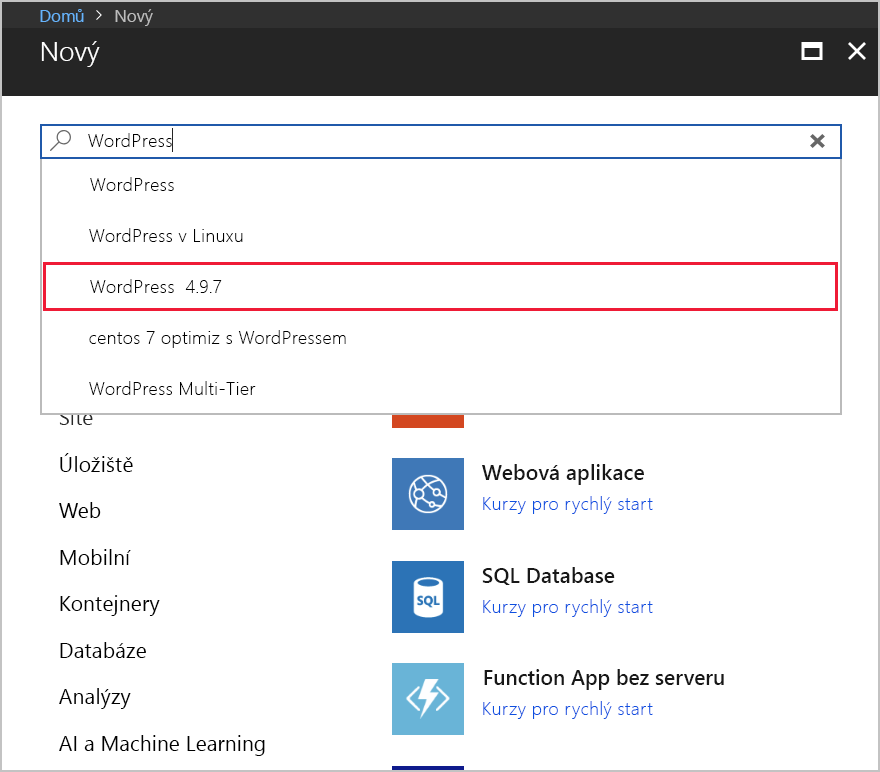 Domů > Nový
Nový
WordPress
WordPress
WordPress v Linuxu
WordPress 4.9.7
centos 7 optimiz s WordPressem
WordPress Multi-Tier
Sítě
Úložiště
Web
Mobilní
Kontejnery
Databáze
Analýzy
AI a Machine Learning
Webová aplikace
Kurzy pro rychlý start
SQL
SQL Database
Kurzy pro rychlý start
Function App bez serveru
Kurzy pro rychlý start